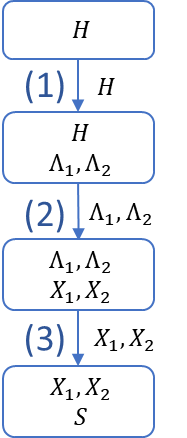 H
(1) H
H
Λ₁, Λ₂
(2) Λ₁, Λ₂
Λ₁, Λ₂
X₁, X₂
(3) X₁, X₂
X₁, X₂
S